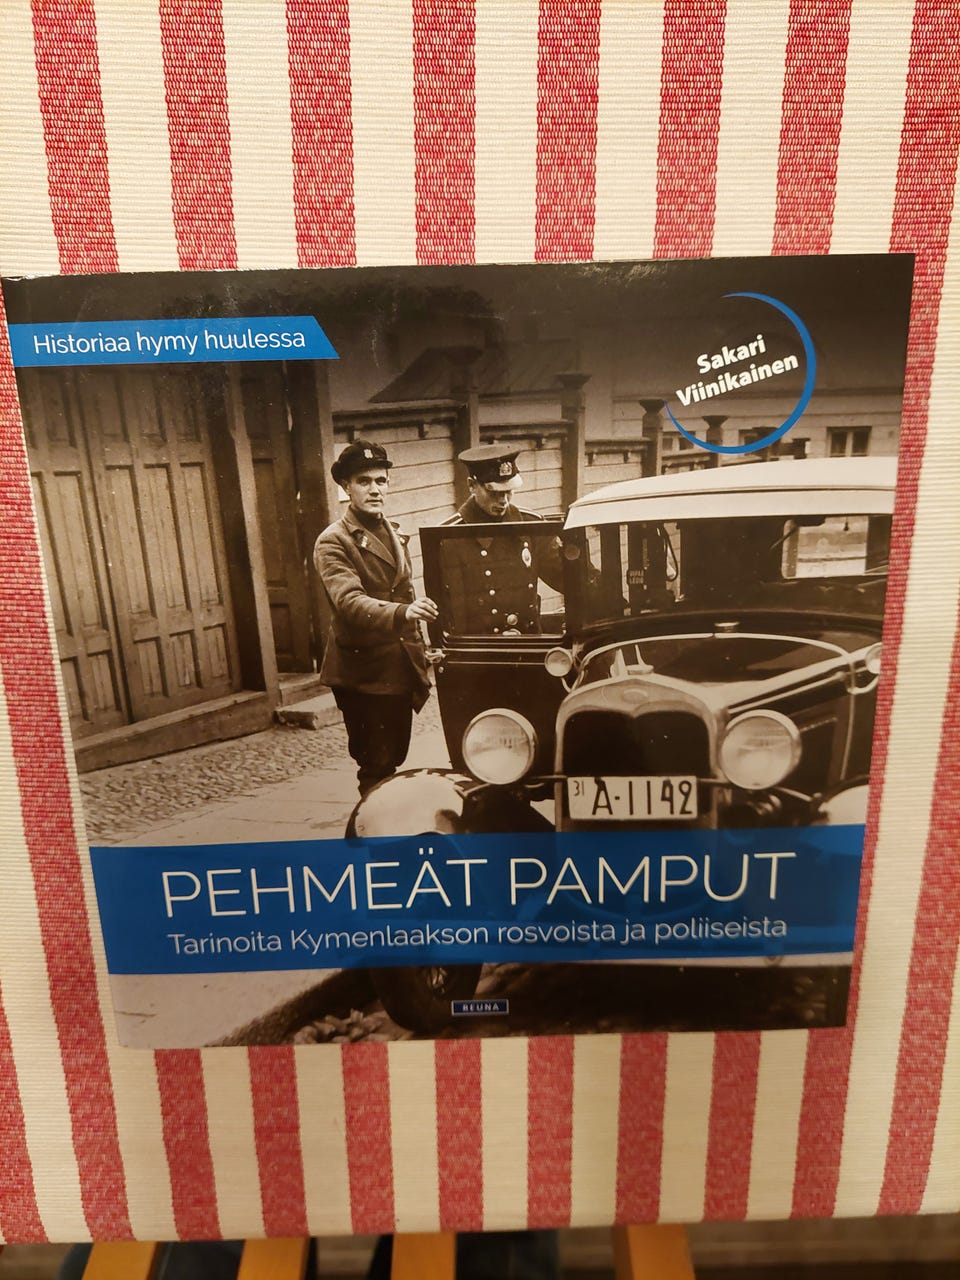 Historiaa hymy huulessa
Sakari
Viinikainen
31 A-1142
PEHMEÄT PAMPUT
Tarinoita Kymenlaakson rosvoista ja poliiseista
REUNA